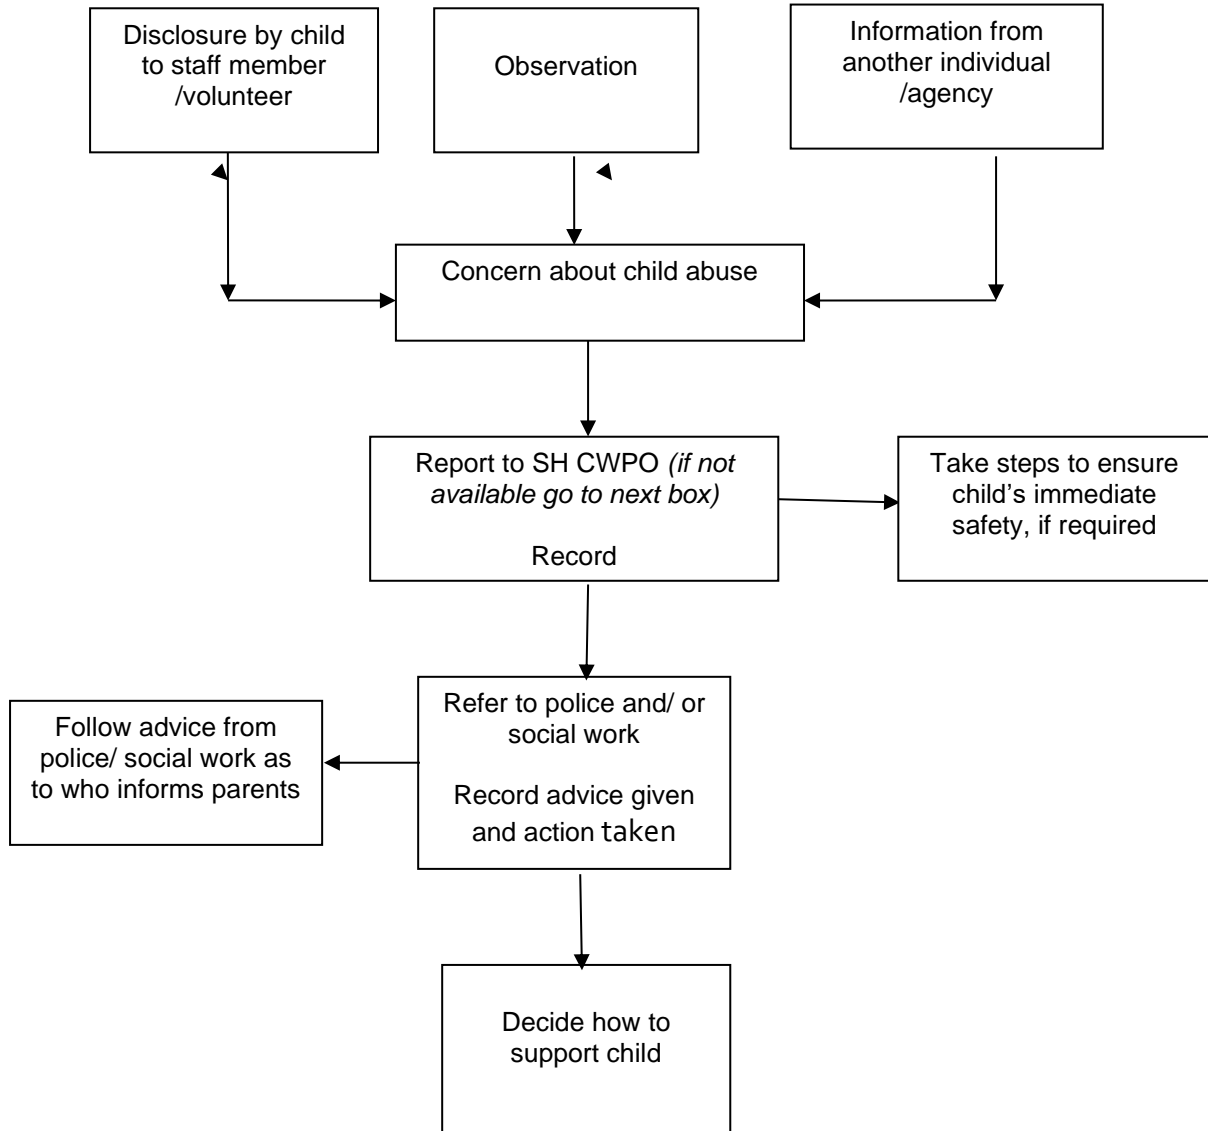 Disclosure by child
to staff member
/volunteer
Observation
Information from
another individual
/agency
Concern about child abuse
Report to SH CWPO (if not
available go to next box)
Record
Take steps to ensure
child’s immediate
safety, if required
Refer to police and/ or
social work
Record advice given
and action taken
Follow advice from
police/ social work as
to who informs parents
Decide how to
support child